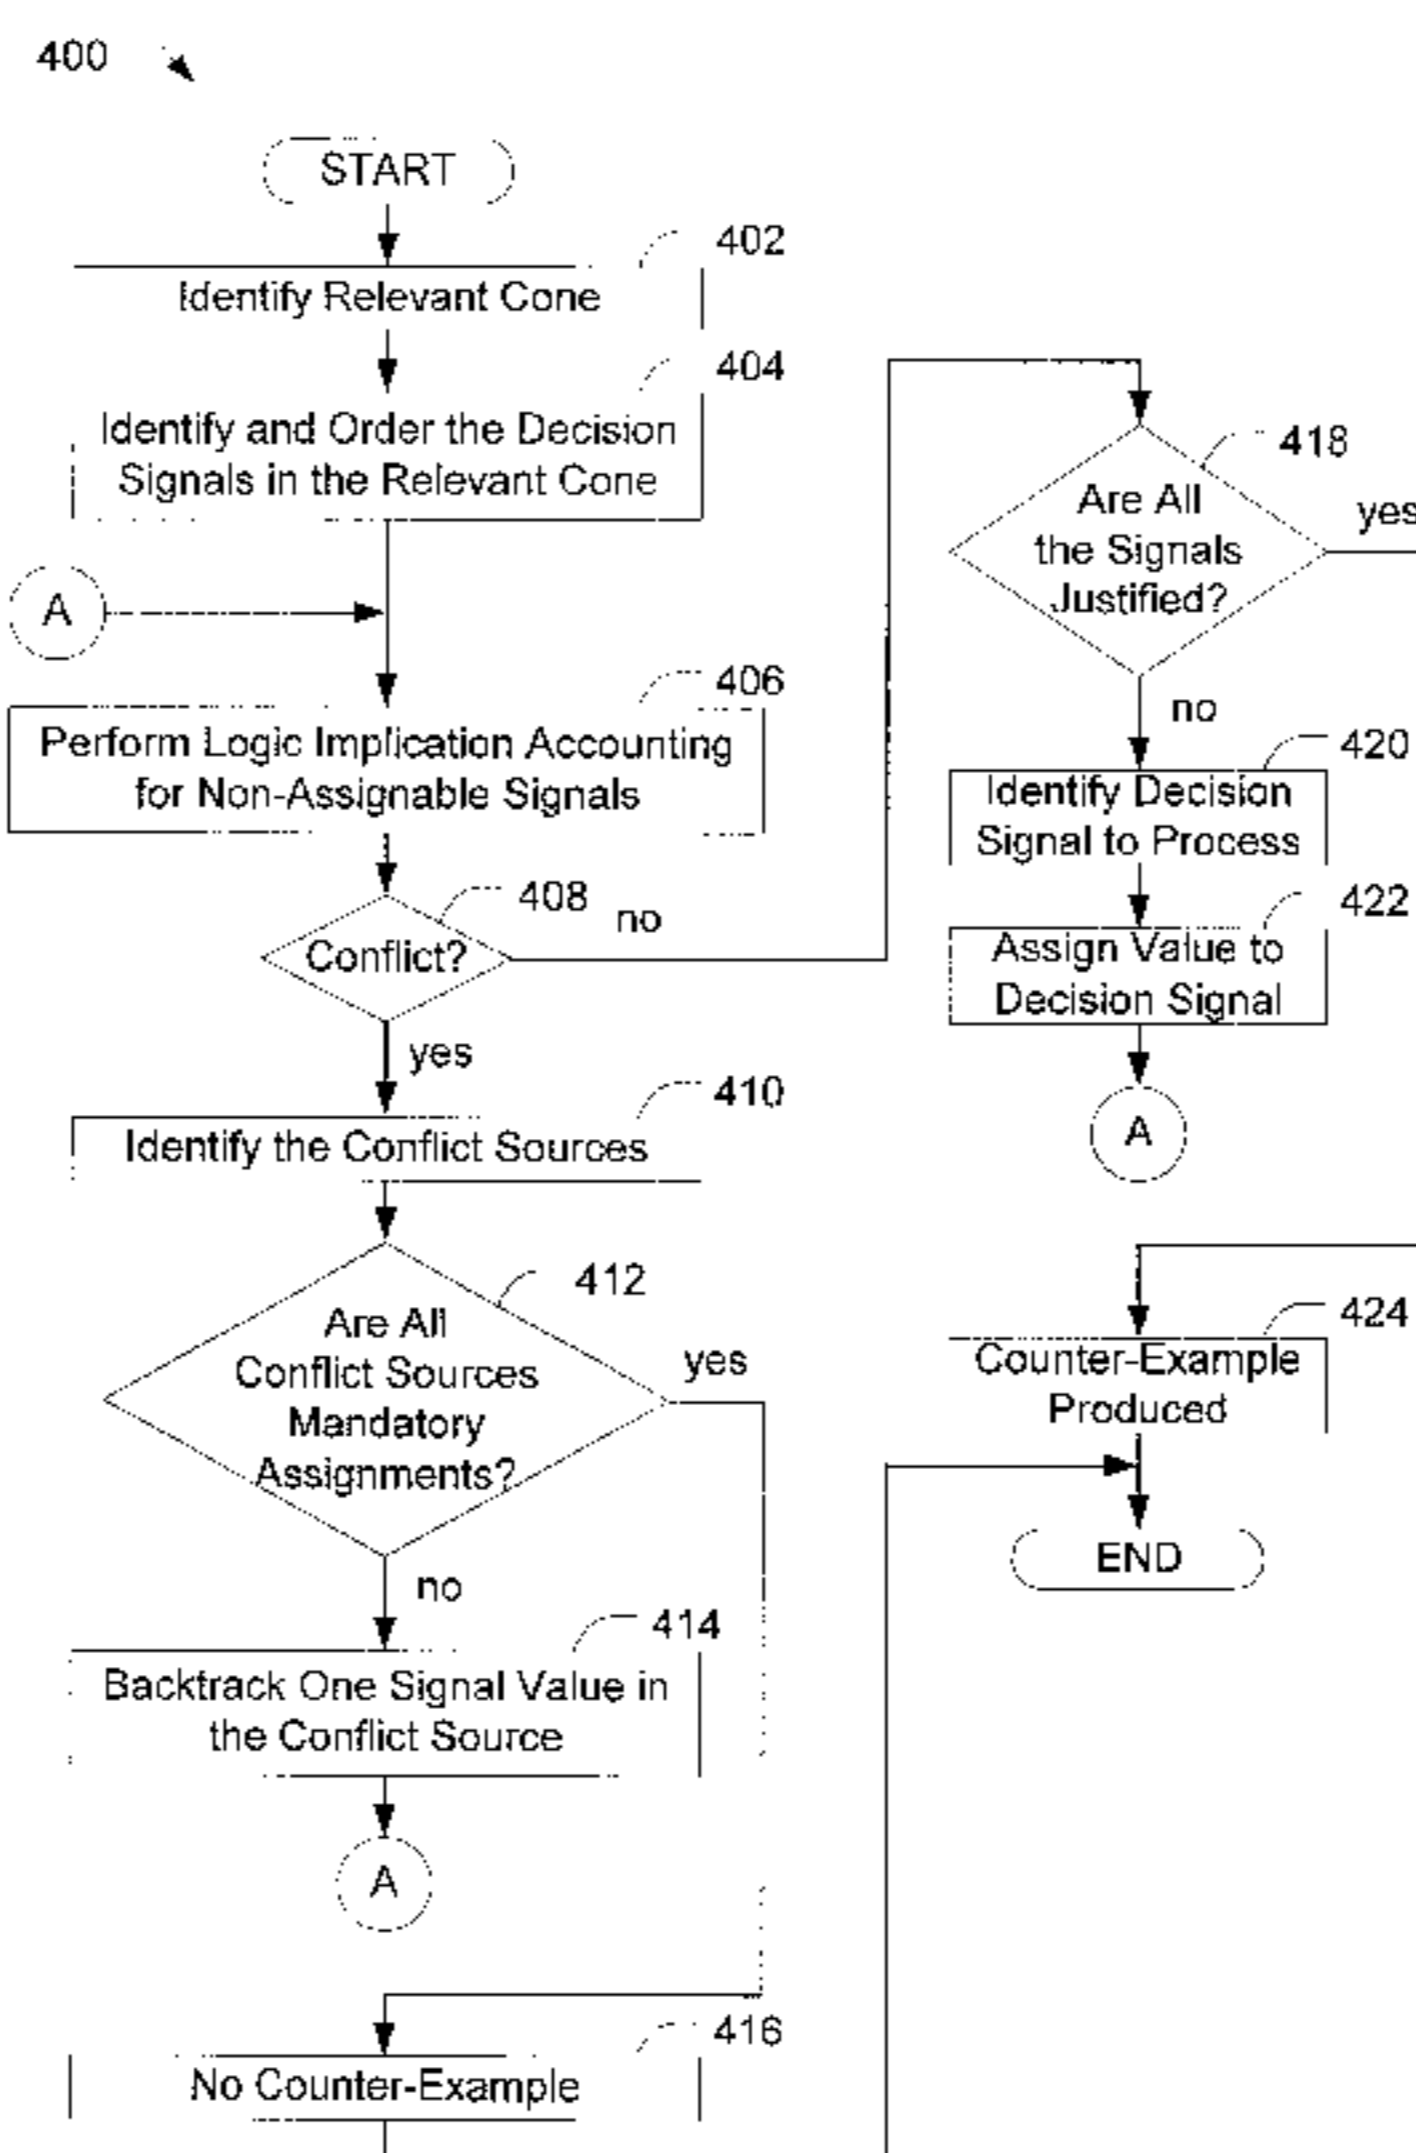 400
START
402
Identify Relevant Cone
404
Identify and Order the Decision
Signals in the Relevant Cone
A
406
Perform Logic Implication Accounting
for Non-Assignable Signals
408
no
Conflict?
yes
410
Identify the Conflict Sources
412
Are All
Conflict Sources
Mandatory
Assignments?
yes
no
414
Backtrack One Signal Value in
the Conflict Source
A
416
No Counter-Example
418
Are All
the Signals
Justified?
yes
no
420
Identify Decision
Signal to Process
422
Assign Value to
Decision Signal
A
424
Counter-Example
Produced
END